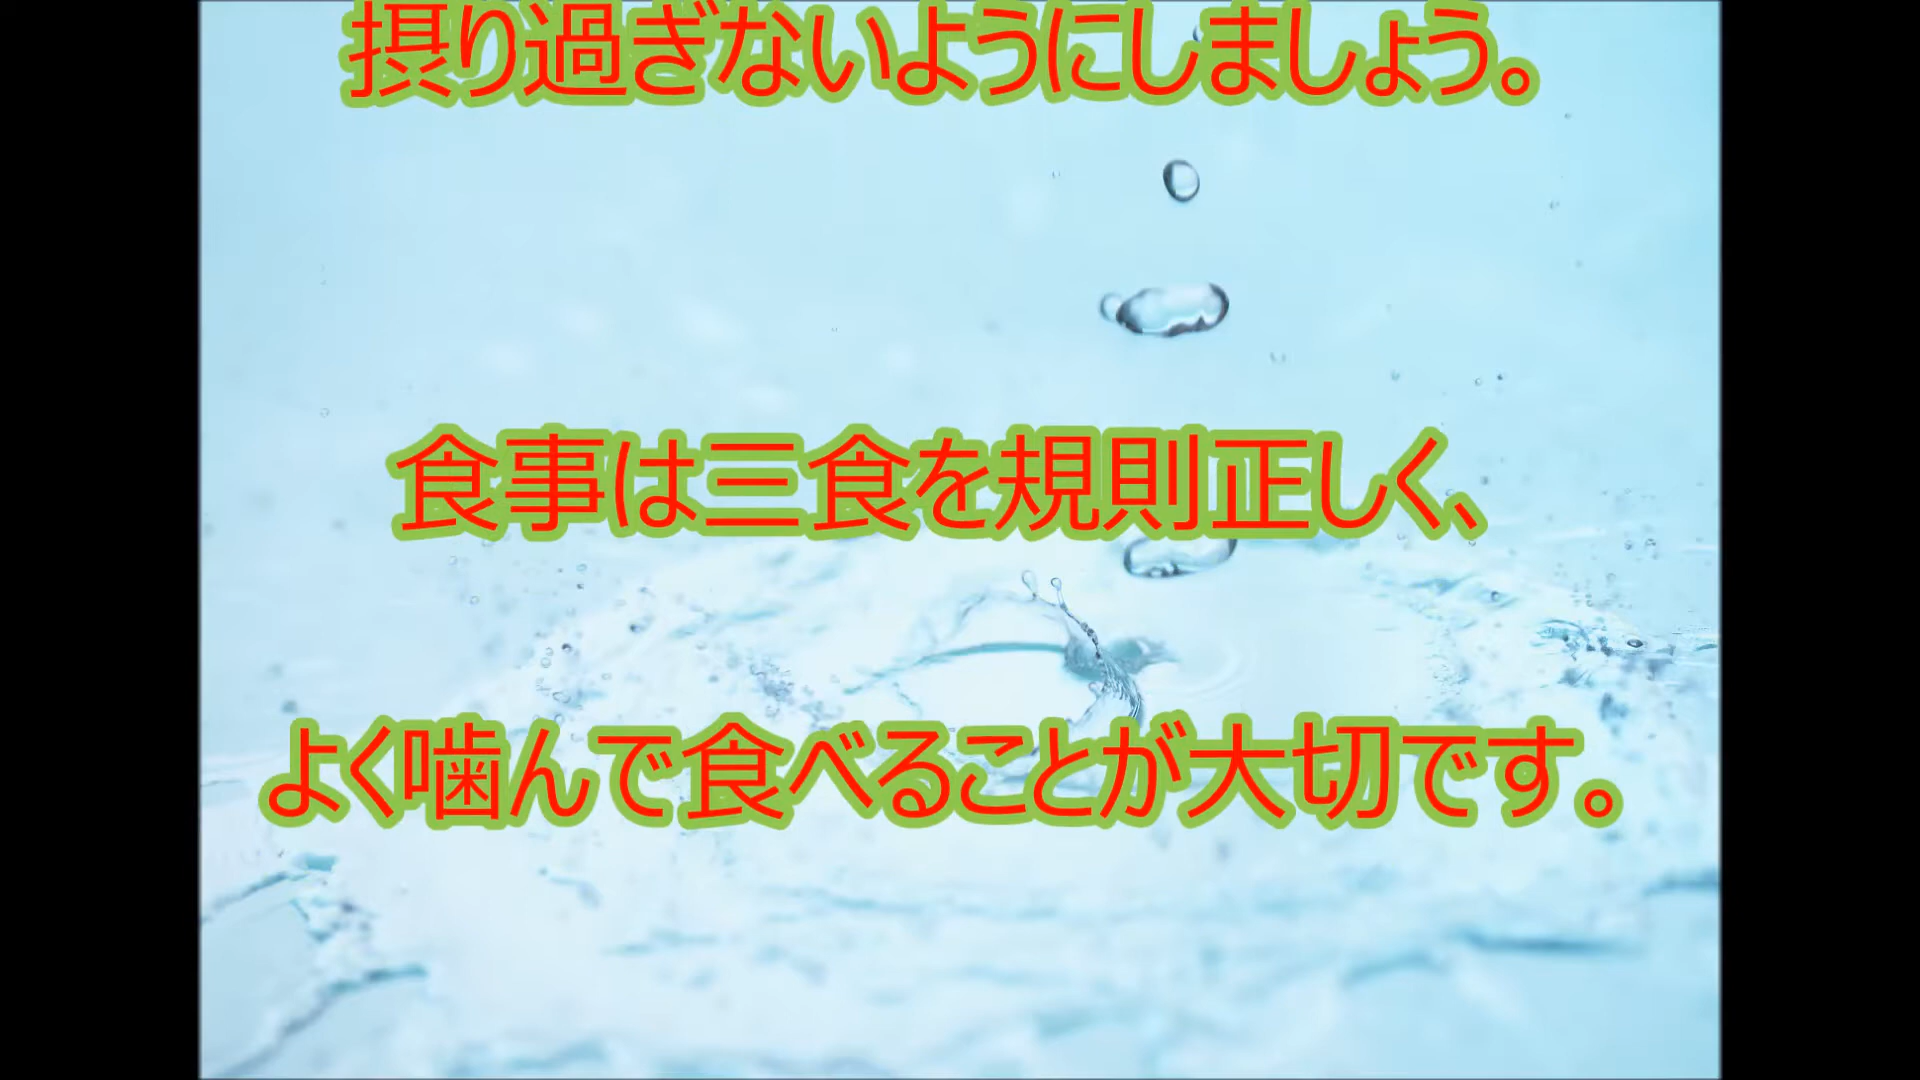 摂り過ぎないようにしましょう。
食事は三食を規則正しく、
よく噛んで食べることが大切です。